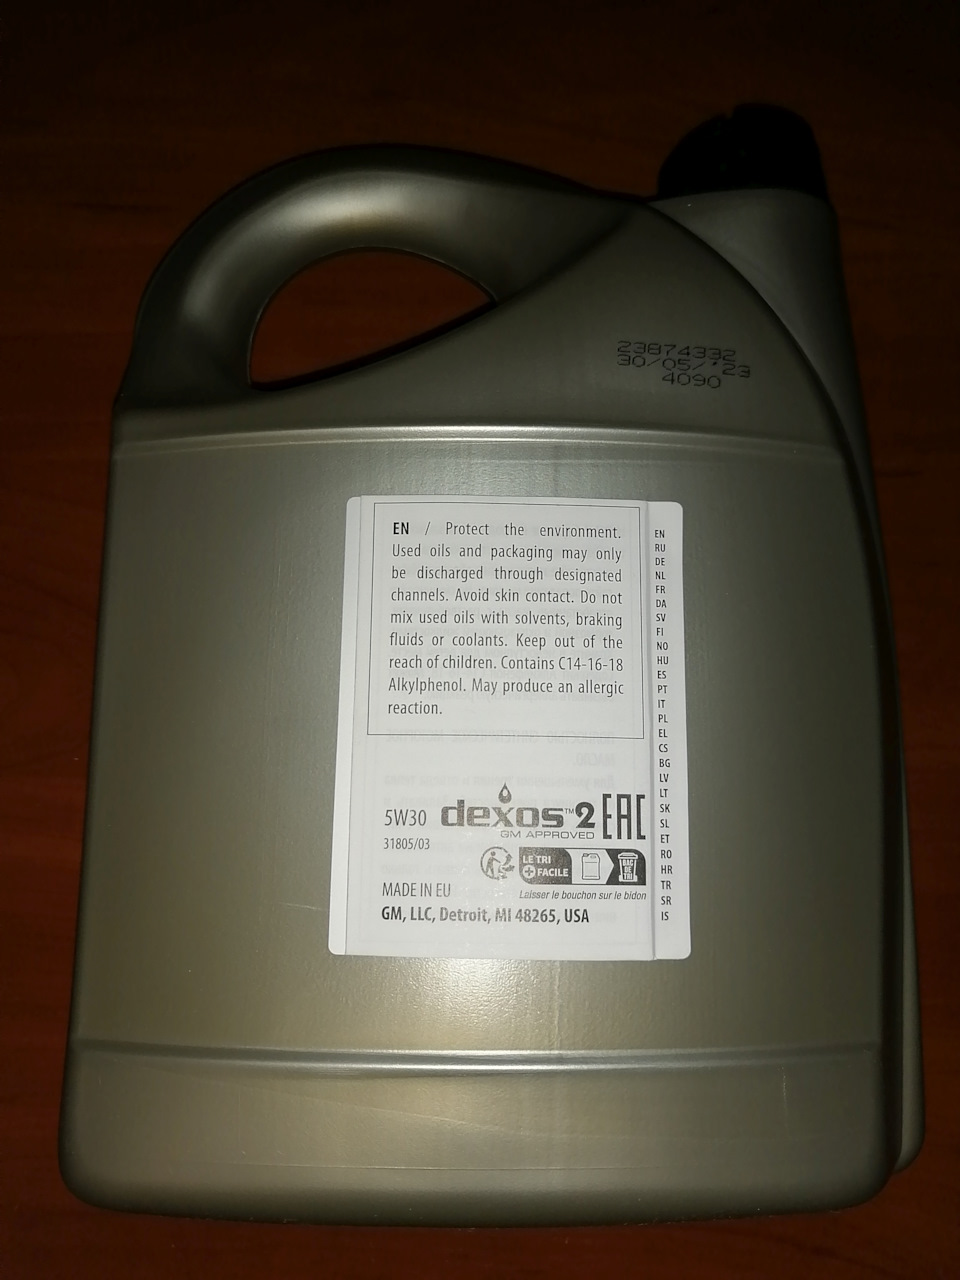 23874332
30/05/'23
4090
EN / Protect the environment.
Used oils and packaging may only
be discharged through designated
channels. Avoid skin contact. Do not
mix used oils with solvents, braking
fluids or coolants. Keep out of the
reach of children. Contains C14-16-18
Alkylphenol. May produce an allergic
reaction.
5W30 dexos™2 EAC
GM APPROVED
31805/03
LE TRI
+ FACILE
BAC
DE
TRI
Laisser le bouchon sur le bidon
MADE IN EU
GM, LLC, Detroit, MI 48265, USA
EN
RU
DE
NL
FR
DA
SV
FI
NO
HU
ES
PT
IT
PL
EL
CS
BG
LV
LT
SK
SL
ET
RO
HR
TR
SR
IS